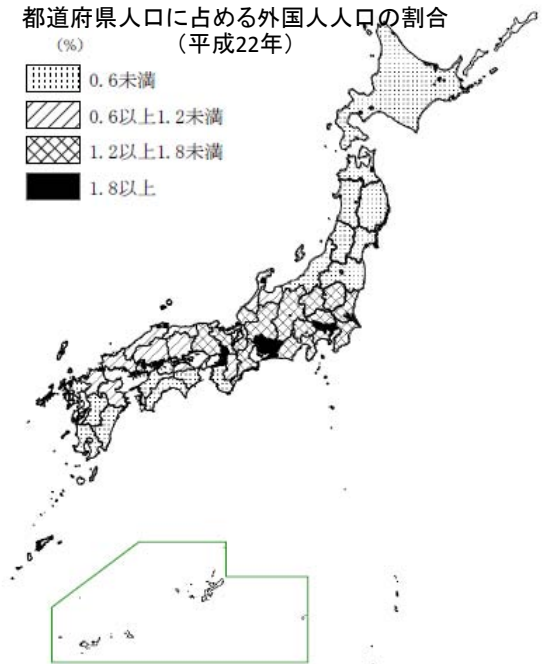 都道府県人口に占める外国人人口の割合
(平成22年)
(%)
0.6未満
0.6以上1.2未満
1.2以上1.8未満
1.8以上